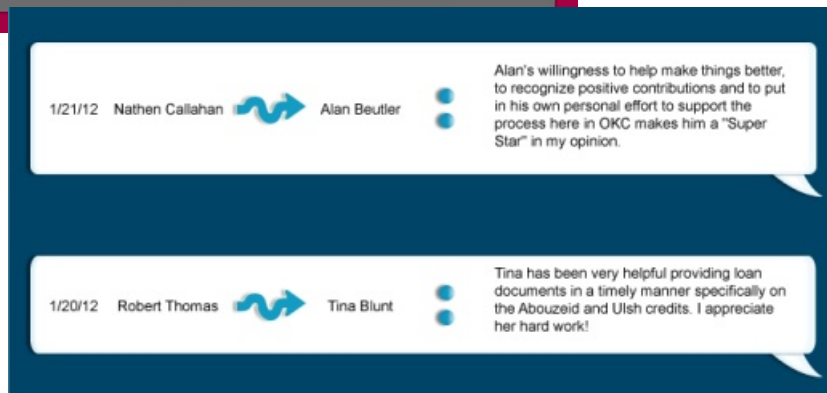 1/21/12 Nathen Callahan Alan Beutler
Alan's willingness to help make things better,
to recognize positive contributions and to put
in his own personal effort to support the
process here in OKC makes him a "Super
Star" in my opinion.
1/20/12 Robert Thomas Tina Blunt
Tina has been very helpful providing loan
documents in a timely manner specifically on
the Abouzeid and Ulsh credits. I appreciate
her hard work!